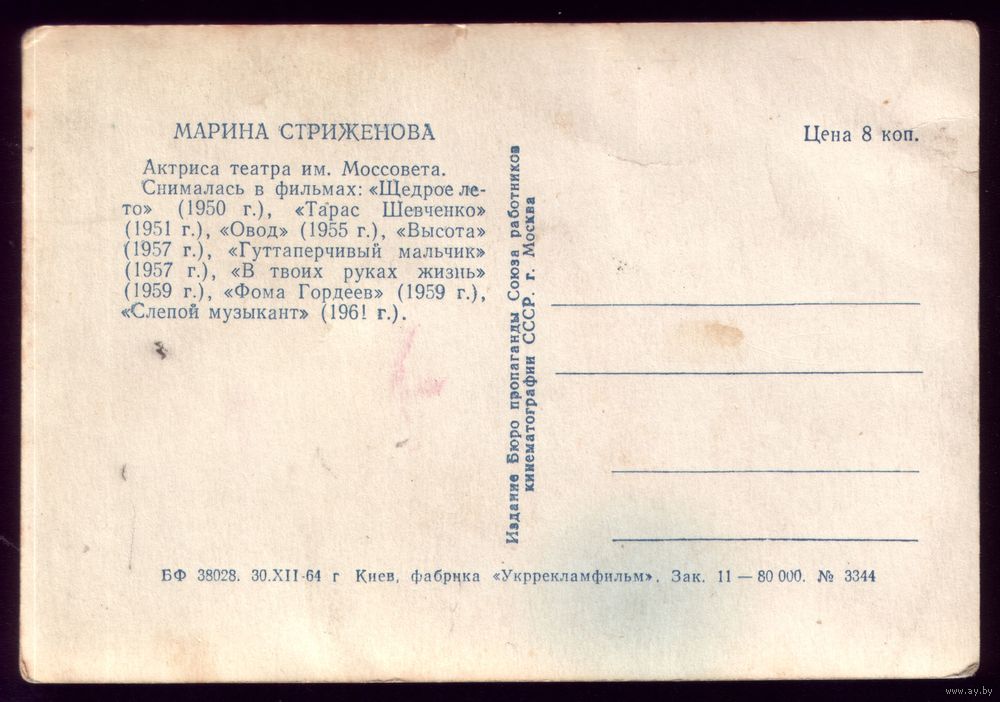 МАРИНА СТРИЖЕНОВА
Актриса театра им. Моссовета.
Снималась в фильмах: «Щедрое ле-
то» (1950 г.), «Тарас Шевченко»
(1951 г.), «Овод» (1955 г.), «Высота»
(1957 г.), «Гуттаперчивый мальчик»
(1957 г.), «В твоих руках жизнь»
(1959 г.), «Фома Гордеев» (1959 г.),
«Слепой музыкант» (1961 г.).
Издание Бюро пропаганды Союза работников
кинематографии СССР. г. Москва
Цена 8 коп.
БФ 38028. 30.XII-64 г Киев, фабрика «Укррекламфильм». Зак. 11 — 80 000. № 3344
www.ay.by